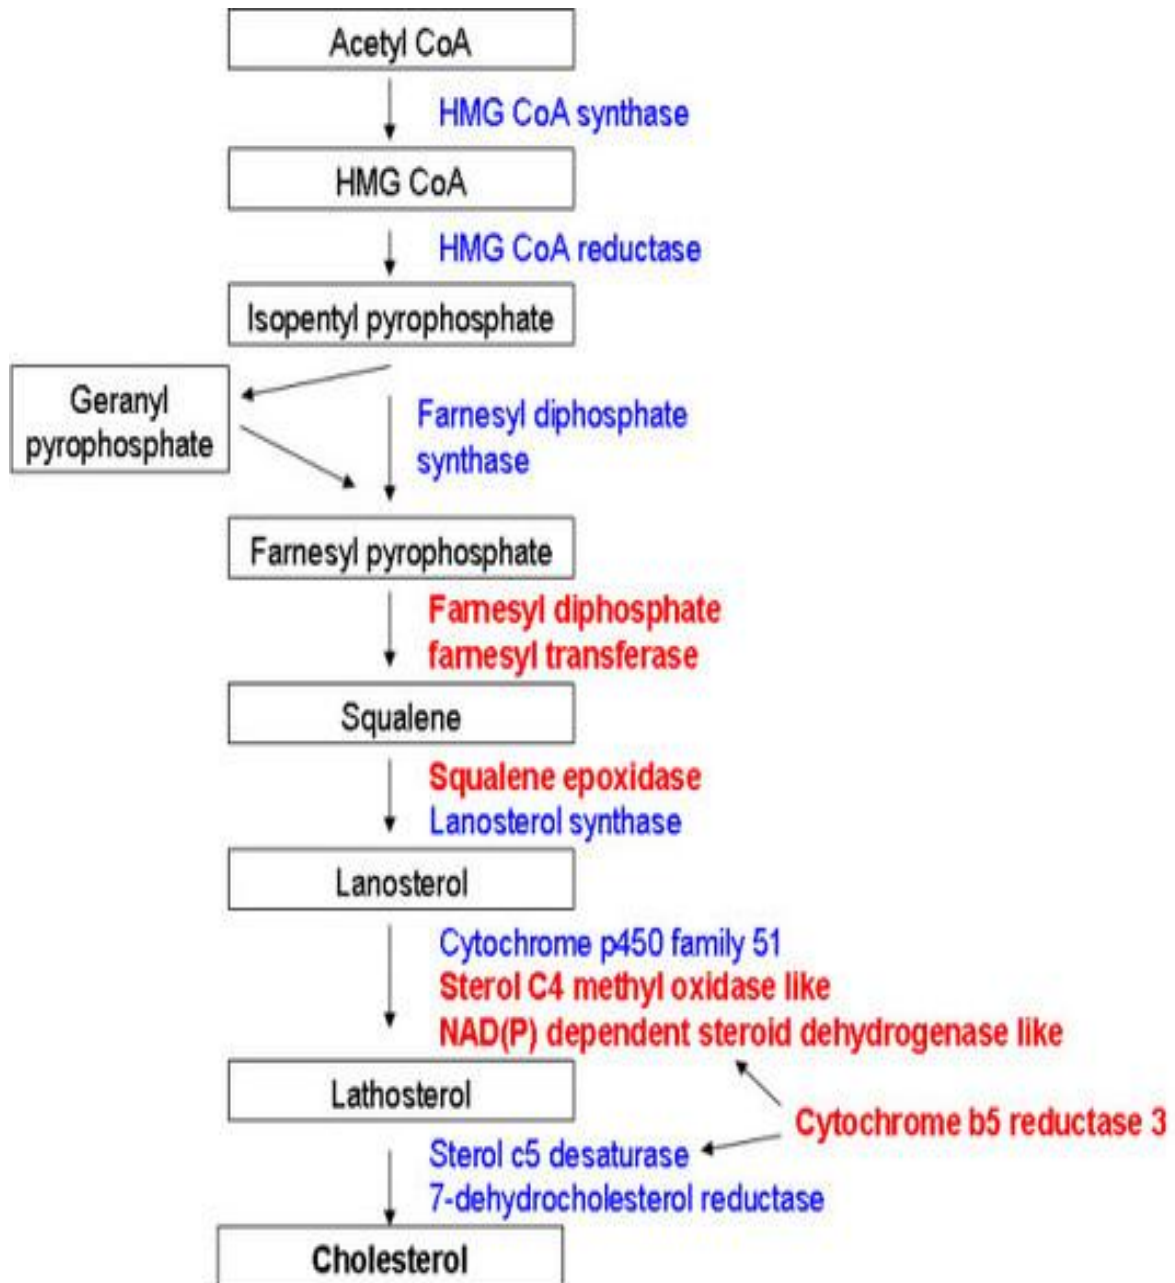 Acetyl CoA
HMG CoA synthase
HMG CoA
HMG CoA reductase
Isopentyl pyrophosphate
Geranyl
pyrophosphate
Farnesyl diphosphate
synthase
Farnesyl pyrophosphate
Farnesyl diphosphate
farnesyl transferase
Squalene
Squalene epoxidase
Lanosterol synthase
Lanosterol
Cytochrome p450 family 51
Sterol C4 methyl oxidase like
NAD(P) dependent steroid dehydrogenase like
Lathosterol
Cytochrome b5 reductase 3
Sterol c5 desaturase
7-dehydrocholesterol reductase
Cholesterol